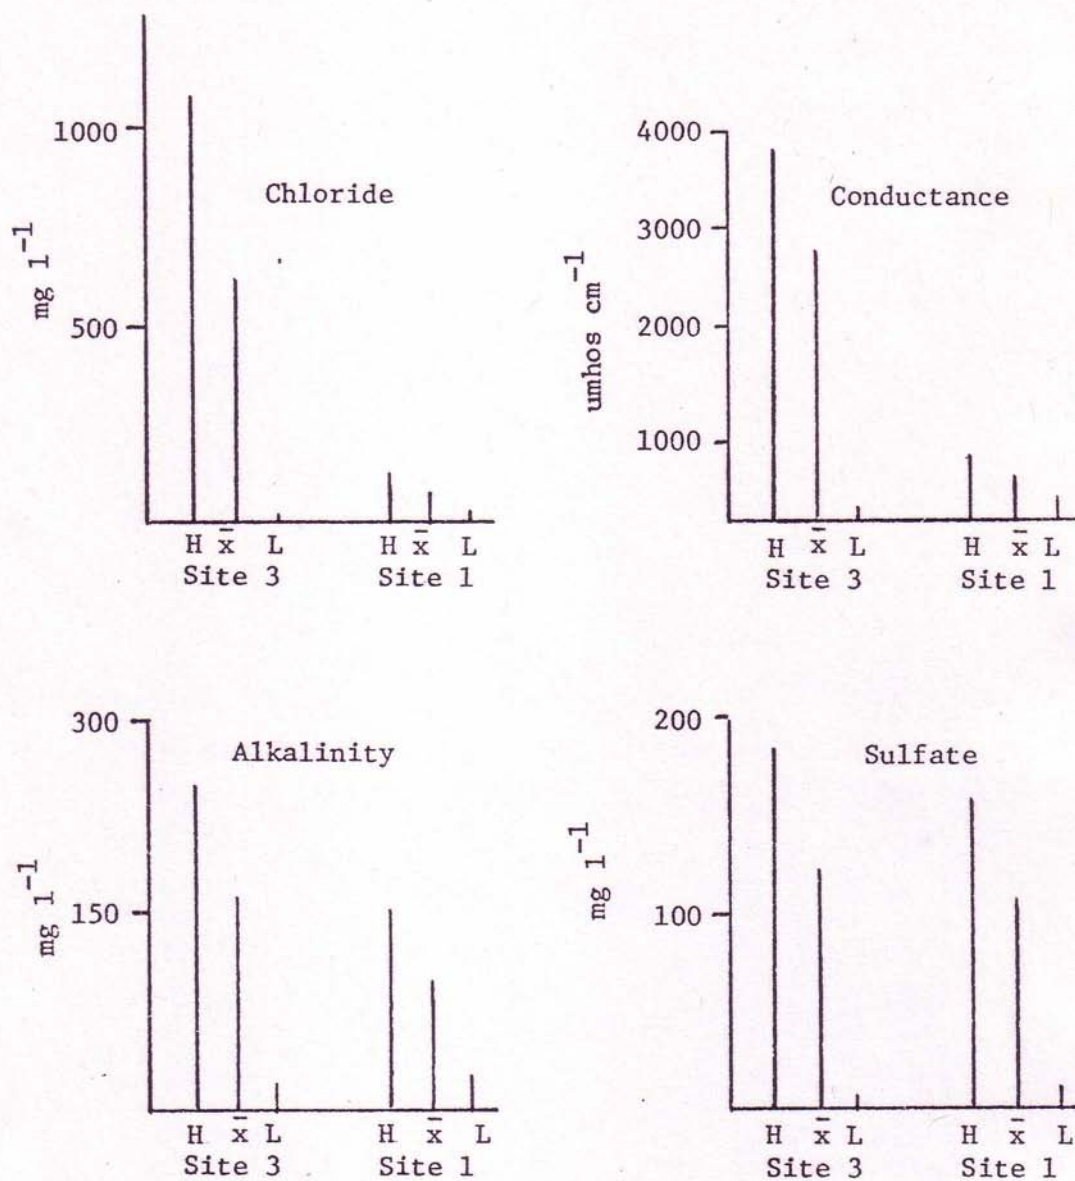 1000
500
mg l⁻¹
Chloride
H x̄ L H x̄ L
Site 3 Site 1
4000
3000
2000
1000
umhos cm⁻¹
Conductance
H x̄ L H x̄ L
Site 3 Site 1
300
150
mg l⁻¹
Alkalinity
H x̄ L H x̄ L
Site 3 Site 1
200
100
mg l⁻¹
Sulfate
H x̄ L H x̄ L
Site 3 Site 1